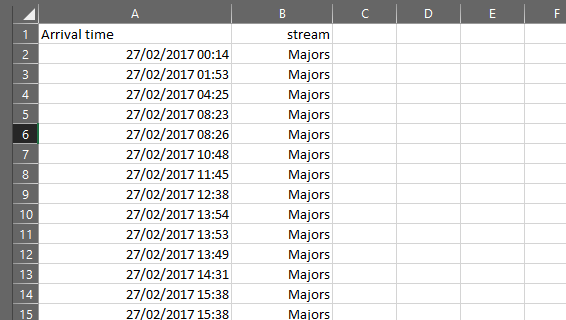 A B C D E F
1 Arrival time stream
2 27/02/2017 00:14 Majors
3 27/02/2017 01:53 Majors
4 27/02/2017 04:25 Majors
5 27/02/2017 08:23 Majors
6 27/02/2017 08:26 Majors
7 27/02/2017 10:48 Majors
8 27/02/2017 11:45 Majors
9 27/02/2017 12:38 Majors
10 27/02/2017 13:54 Majors
11 27/02/2017 13:53 Majors
12 27/02/2017 13:49 Majors
13 27/02/2017 14:31 Majors
14 27/02/2017 15:38 Majors
15 27/02/2017 15:38 Majors